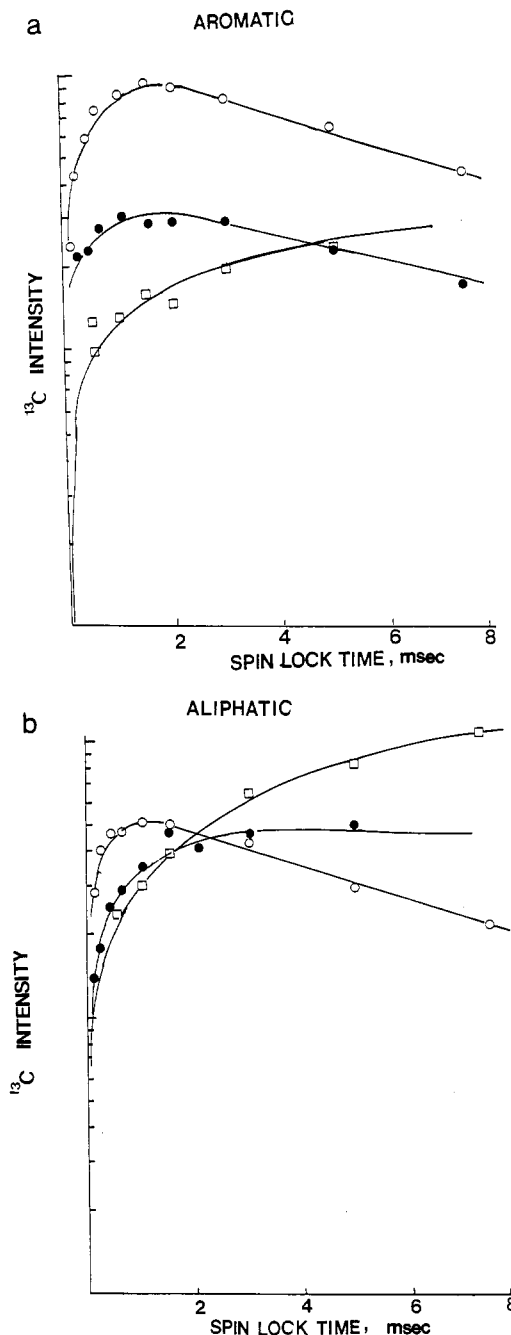 a
AROMATIC
¹³C INTENSITY
2 4 6 8
SPIN LOCK TIME, msec
b
ALIPHATIC
¹³C INTENSITY
2 4 6 8
SPIN LOCK TIME, msec